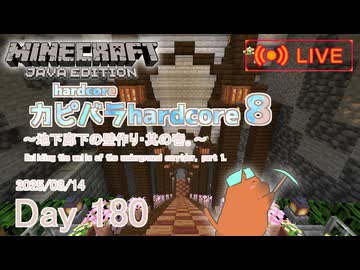 MINECRAFT
JAVA EDITION
LIVE
hardcore
カピバラhardcore 8
～地下廊下の壁作り・其の壱。～
Building the walls of the underground corridor, part 1.
2025/09/14
Day 180